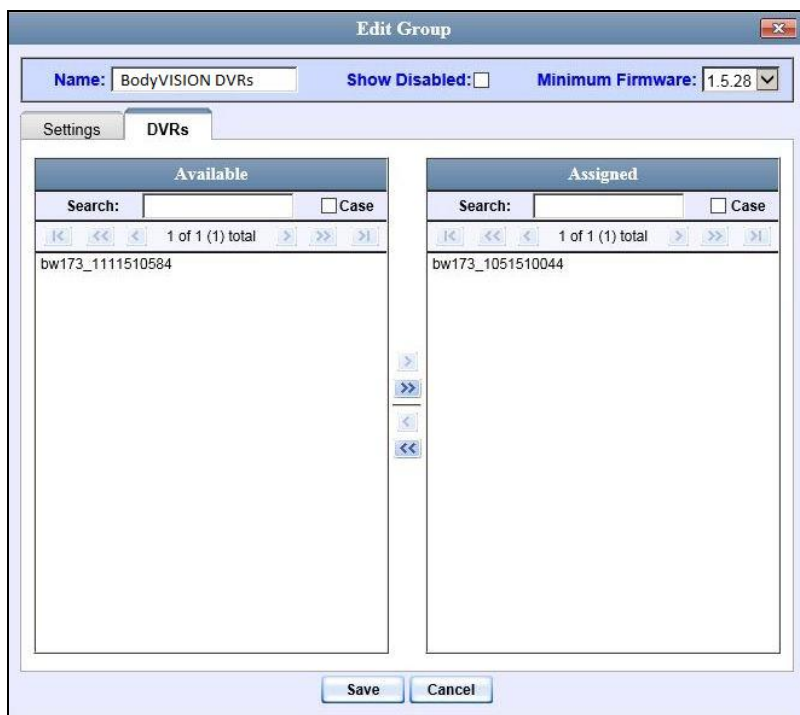 Edit Group
Name: BodyVISION DVRs Show Disabled: Minimum Firmware: 1.5.28
Settings DVRs
Available
Search: Case
1 of 1 (1) total
bw173_1111510584
Assigned
Search: Case
1 of 1 (1) total
bw173_1051510044
Save Cancel